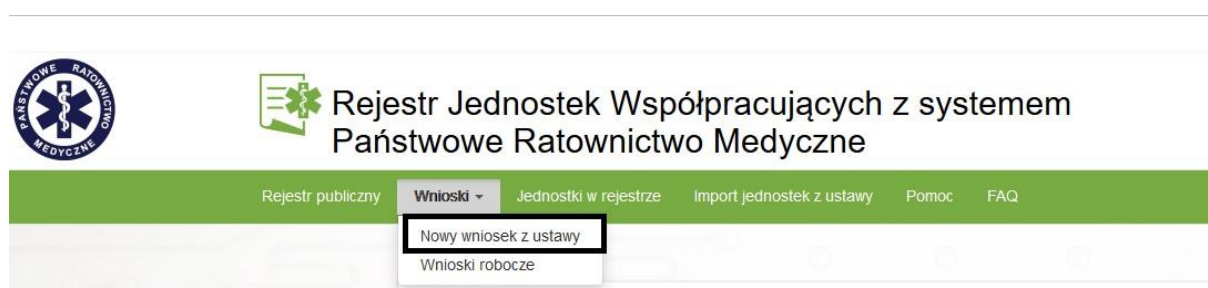 PAŃSTWOWE RATOWNICTWO MEDYCZNE
Rejestr Jednostek Współpracujących z systemem
Państwowe Ratownictwo Medyczne
Rejestr publiczny Wnioski Jednostki w rejestrze Import jednostek z ustawy Pomoc FAQ
Nowy wniosek z ustawy
Wnioski robocze